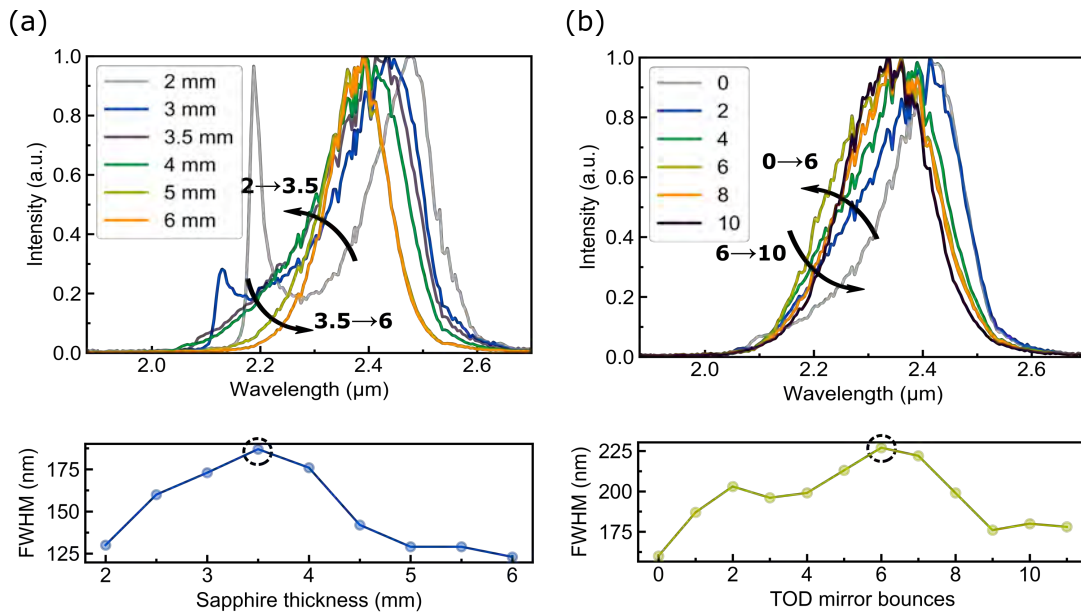 (a)
1.0
0.8
0.6
0.4
0.2
0.0
Intensity (a.u.)
2 mm
3 mm
3.5 mm
4 mm
5 mm
6 mm
2→3.5
3.5→6
2.0
2.2
2.4
2.6
Wavelength (μm)
175
150
125
FWHM (nm)
2
3
4
5
6
Sapphire thickness (mm)
(b)
1.0
0.8
0.6
0.4
0.2
0.0
Intensity (a.u.)
0
2
4
6
8
10
0→6
6→10
2.0
2.2
2.4
2.6
Wavelength (μm)
225
200
175
FWHM (nm)
0
2
4
6
8
10
TOD mirror bounces